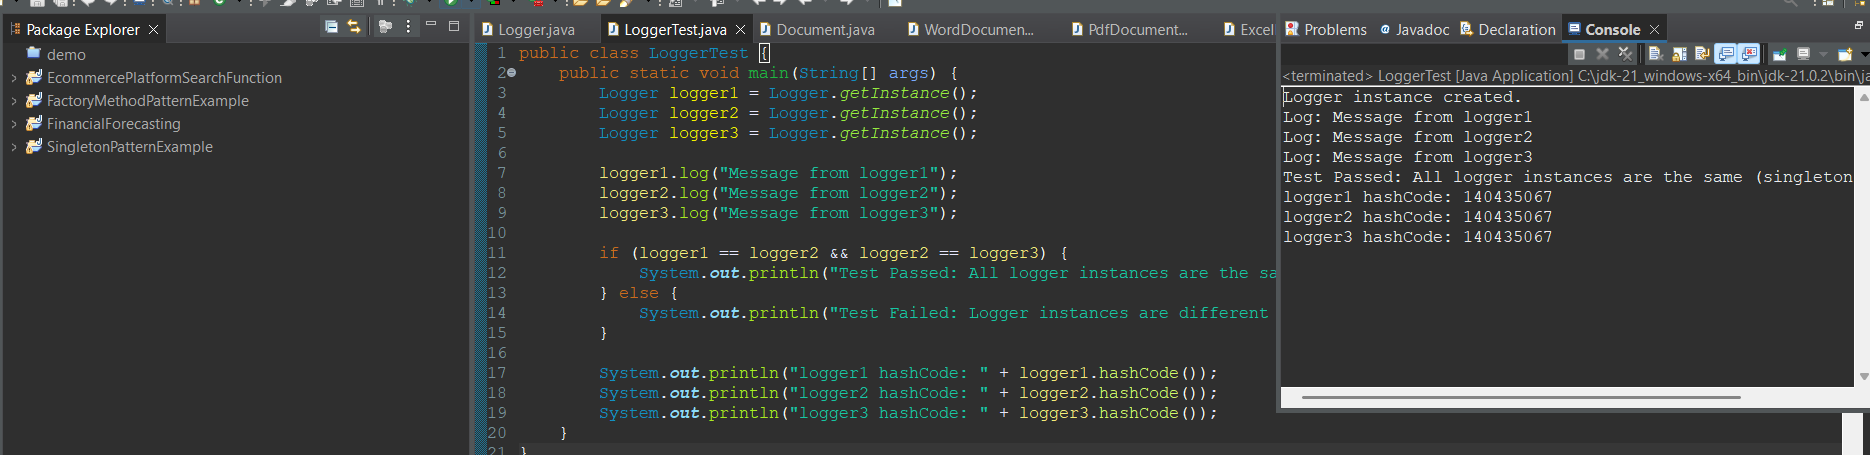 Package Explorer
demo
EcommercePlatformSearchFunction
FactoryMethodPatternExample
FinancialForecasting
SingletonPatternExample
Logger.java LoggerTest.java Document.java WordDocumen... PdfDocument... Excel
1 public class LoggerTest {
2 public static void main(String[] args) {
3 Logger logger1 = Logger.getInstance();
4 Logger logger2 = Logger.getInstance();
5 Logger logger3 = Logger.getInstance();
6
7 logger1.log("Message from logger1");
8 logger2.log("Message from logger2");
9 logger3.log("Message from logger3");
10
11 if (logger1 == logger2 && logger2 == logger3) {
12 System.out.println("Test Passed: All logger instances are the sa
13 } else {
14 System.out.println("Test Failed: Logger instances are different
15 }
16
17 System.out.println("logger1 hashCode: " + logger1.hashCode());
18 System.out.println("logger2 hashCode: " + logger2.hashCode());
19 System.out.println("logger3 hashCode: " + logger3.hashCode());
20 }
21 }
Problems @ Javadoc Declaration Console
<terminated> LoggerTest [Java Application] C:\jdk-21_windows-x64_bin\jdk-21.0.2\bin\ja
Logger instance created.
Log: Message from logger1
Log: Message from logger2
Log: Message from logger3
Test Passed: All logger instances are the same (singleton
logger1 hashCode: 140435067
logger2 hashCode: 140435067
logger3 hashCode: 140435067